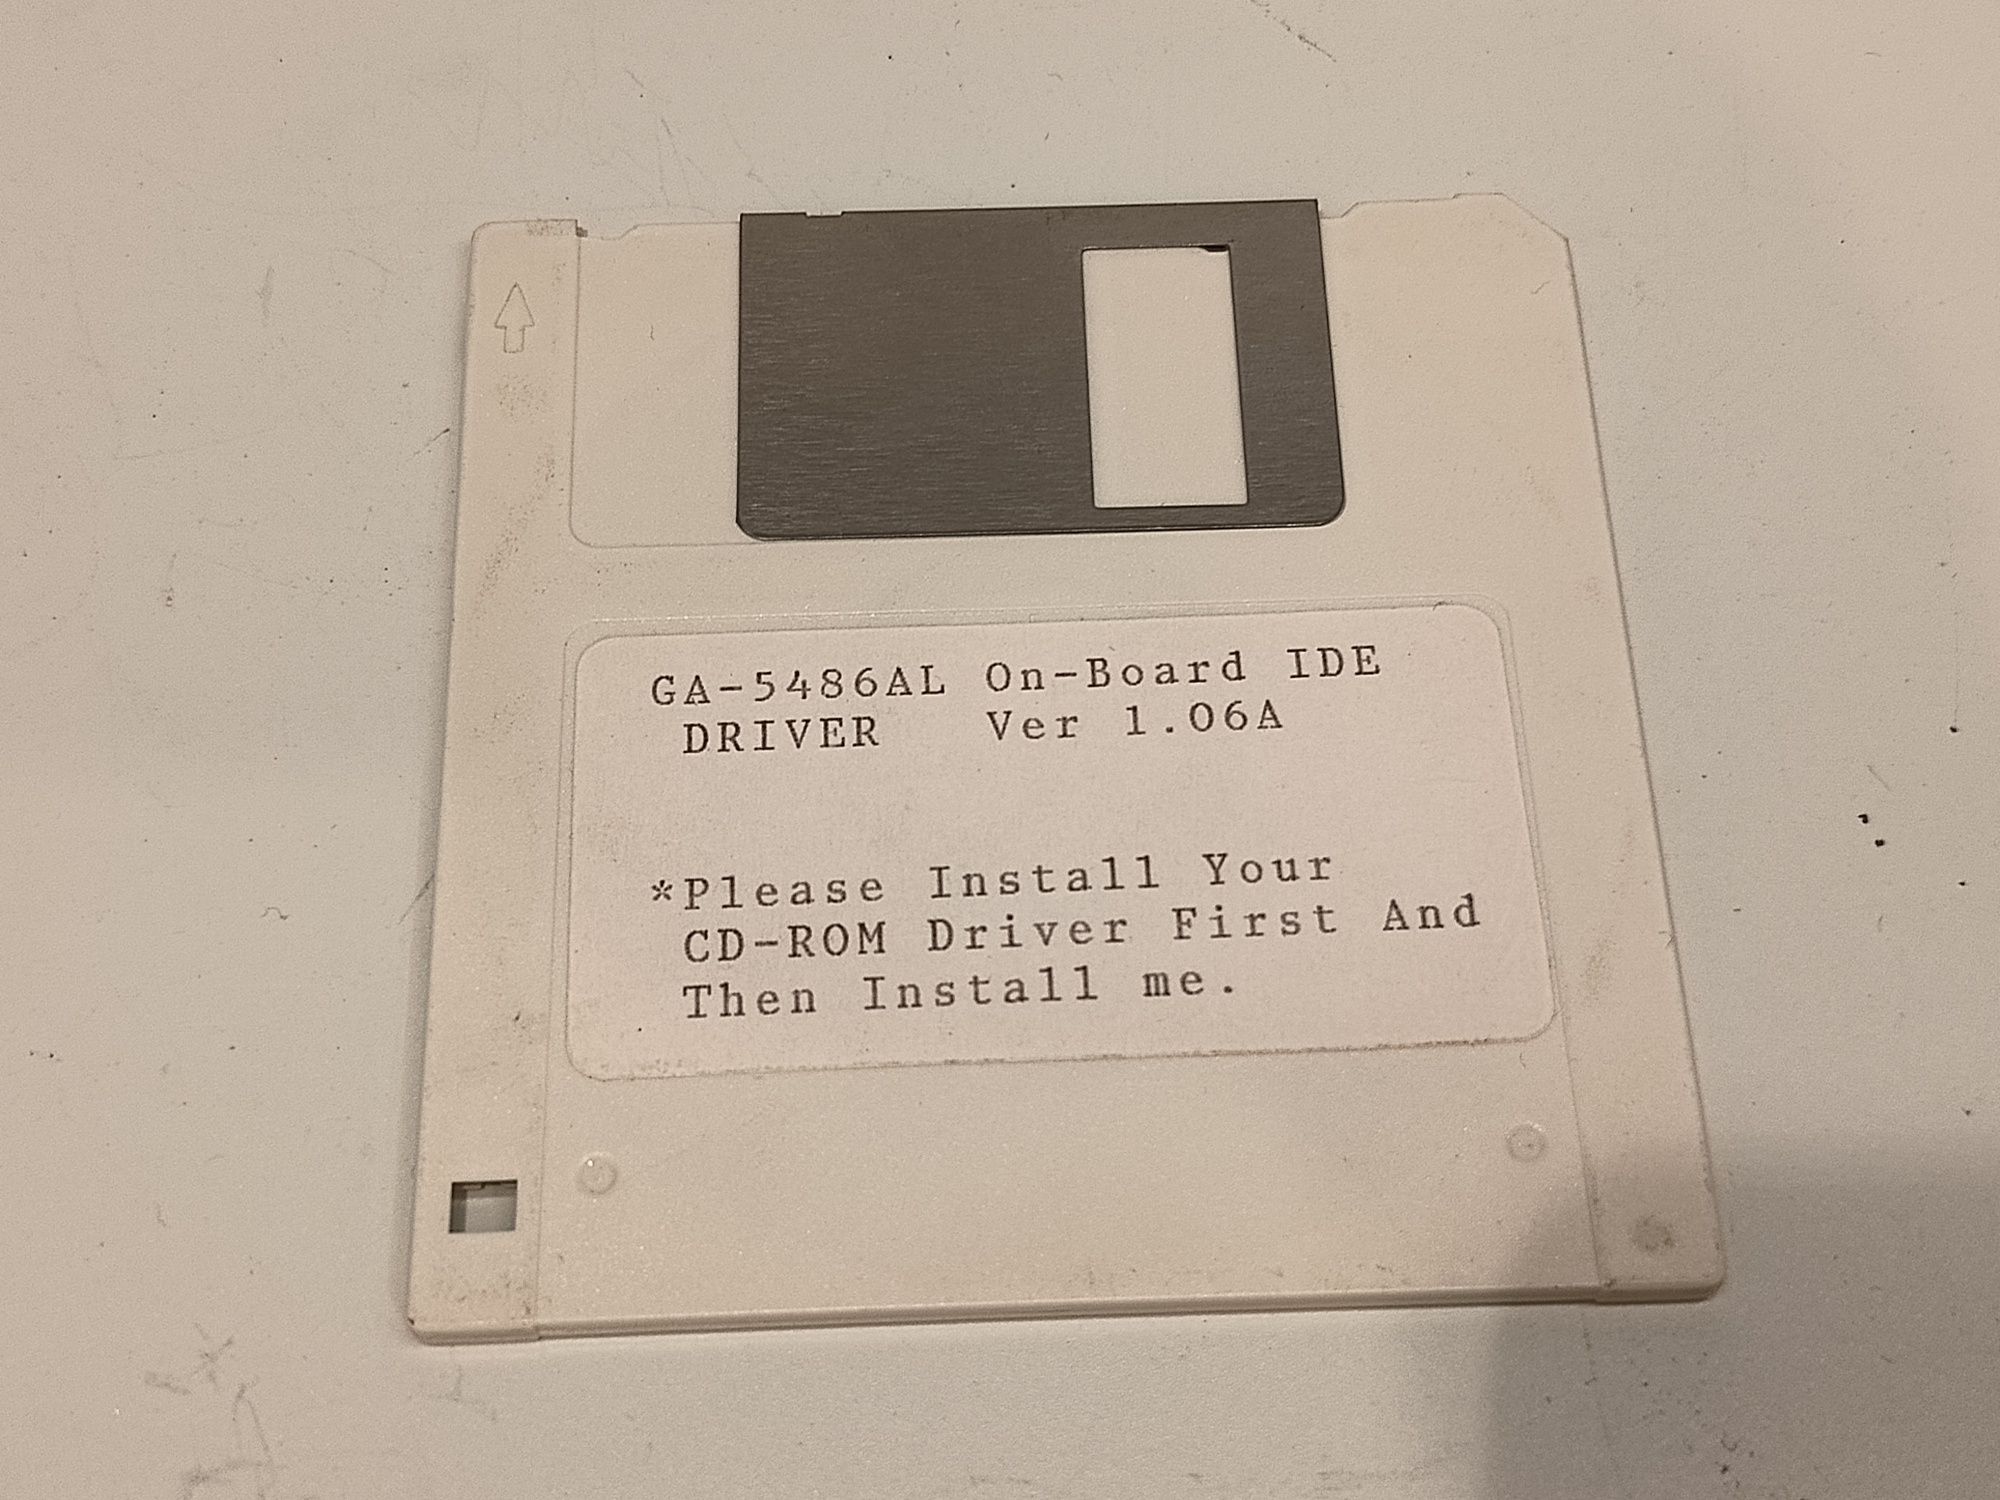 GA-5486AL On-Board IDE
DRIVER Ver 1.06A
*Please Install Your
CD-ROM Driver First And
Then Install me.